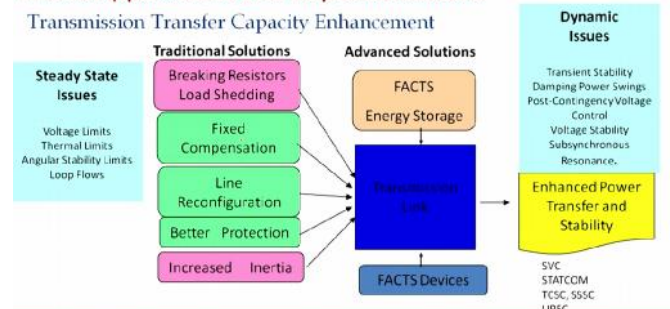 Transmission Transfer Capacity Enhancement
Dynamic
Issues
Traditional Solutions
Advanced Solutions
Steady State
Issues
Voltage Limits
Thermal Limits
Angular Stability Limits
Loop Flows
Breaking Resistors
Load Shedding
Fixed
Compensation
Line
Reconfiguration
Better Protection
Increased Inertia
FACTS
Energy Storage
Transmission
Link
FACTS Devices
Transient Stability
Damping Power Swings
Post-Contingency Voltage
Control
Voltage Stability
Subsynchronous
Resonance.
Enhanced Power
Transfer and
Stability
SVC
STATCOM
TCSC, SSSC